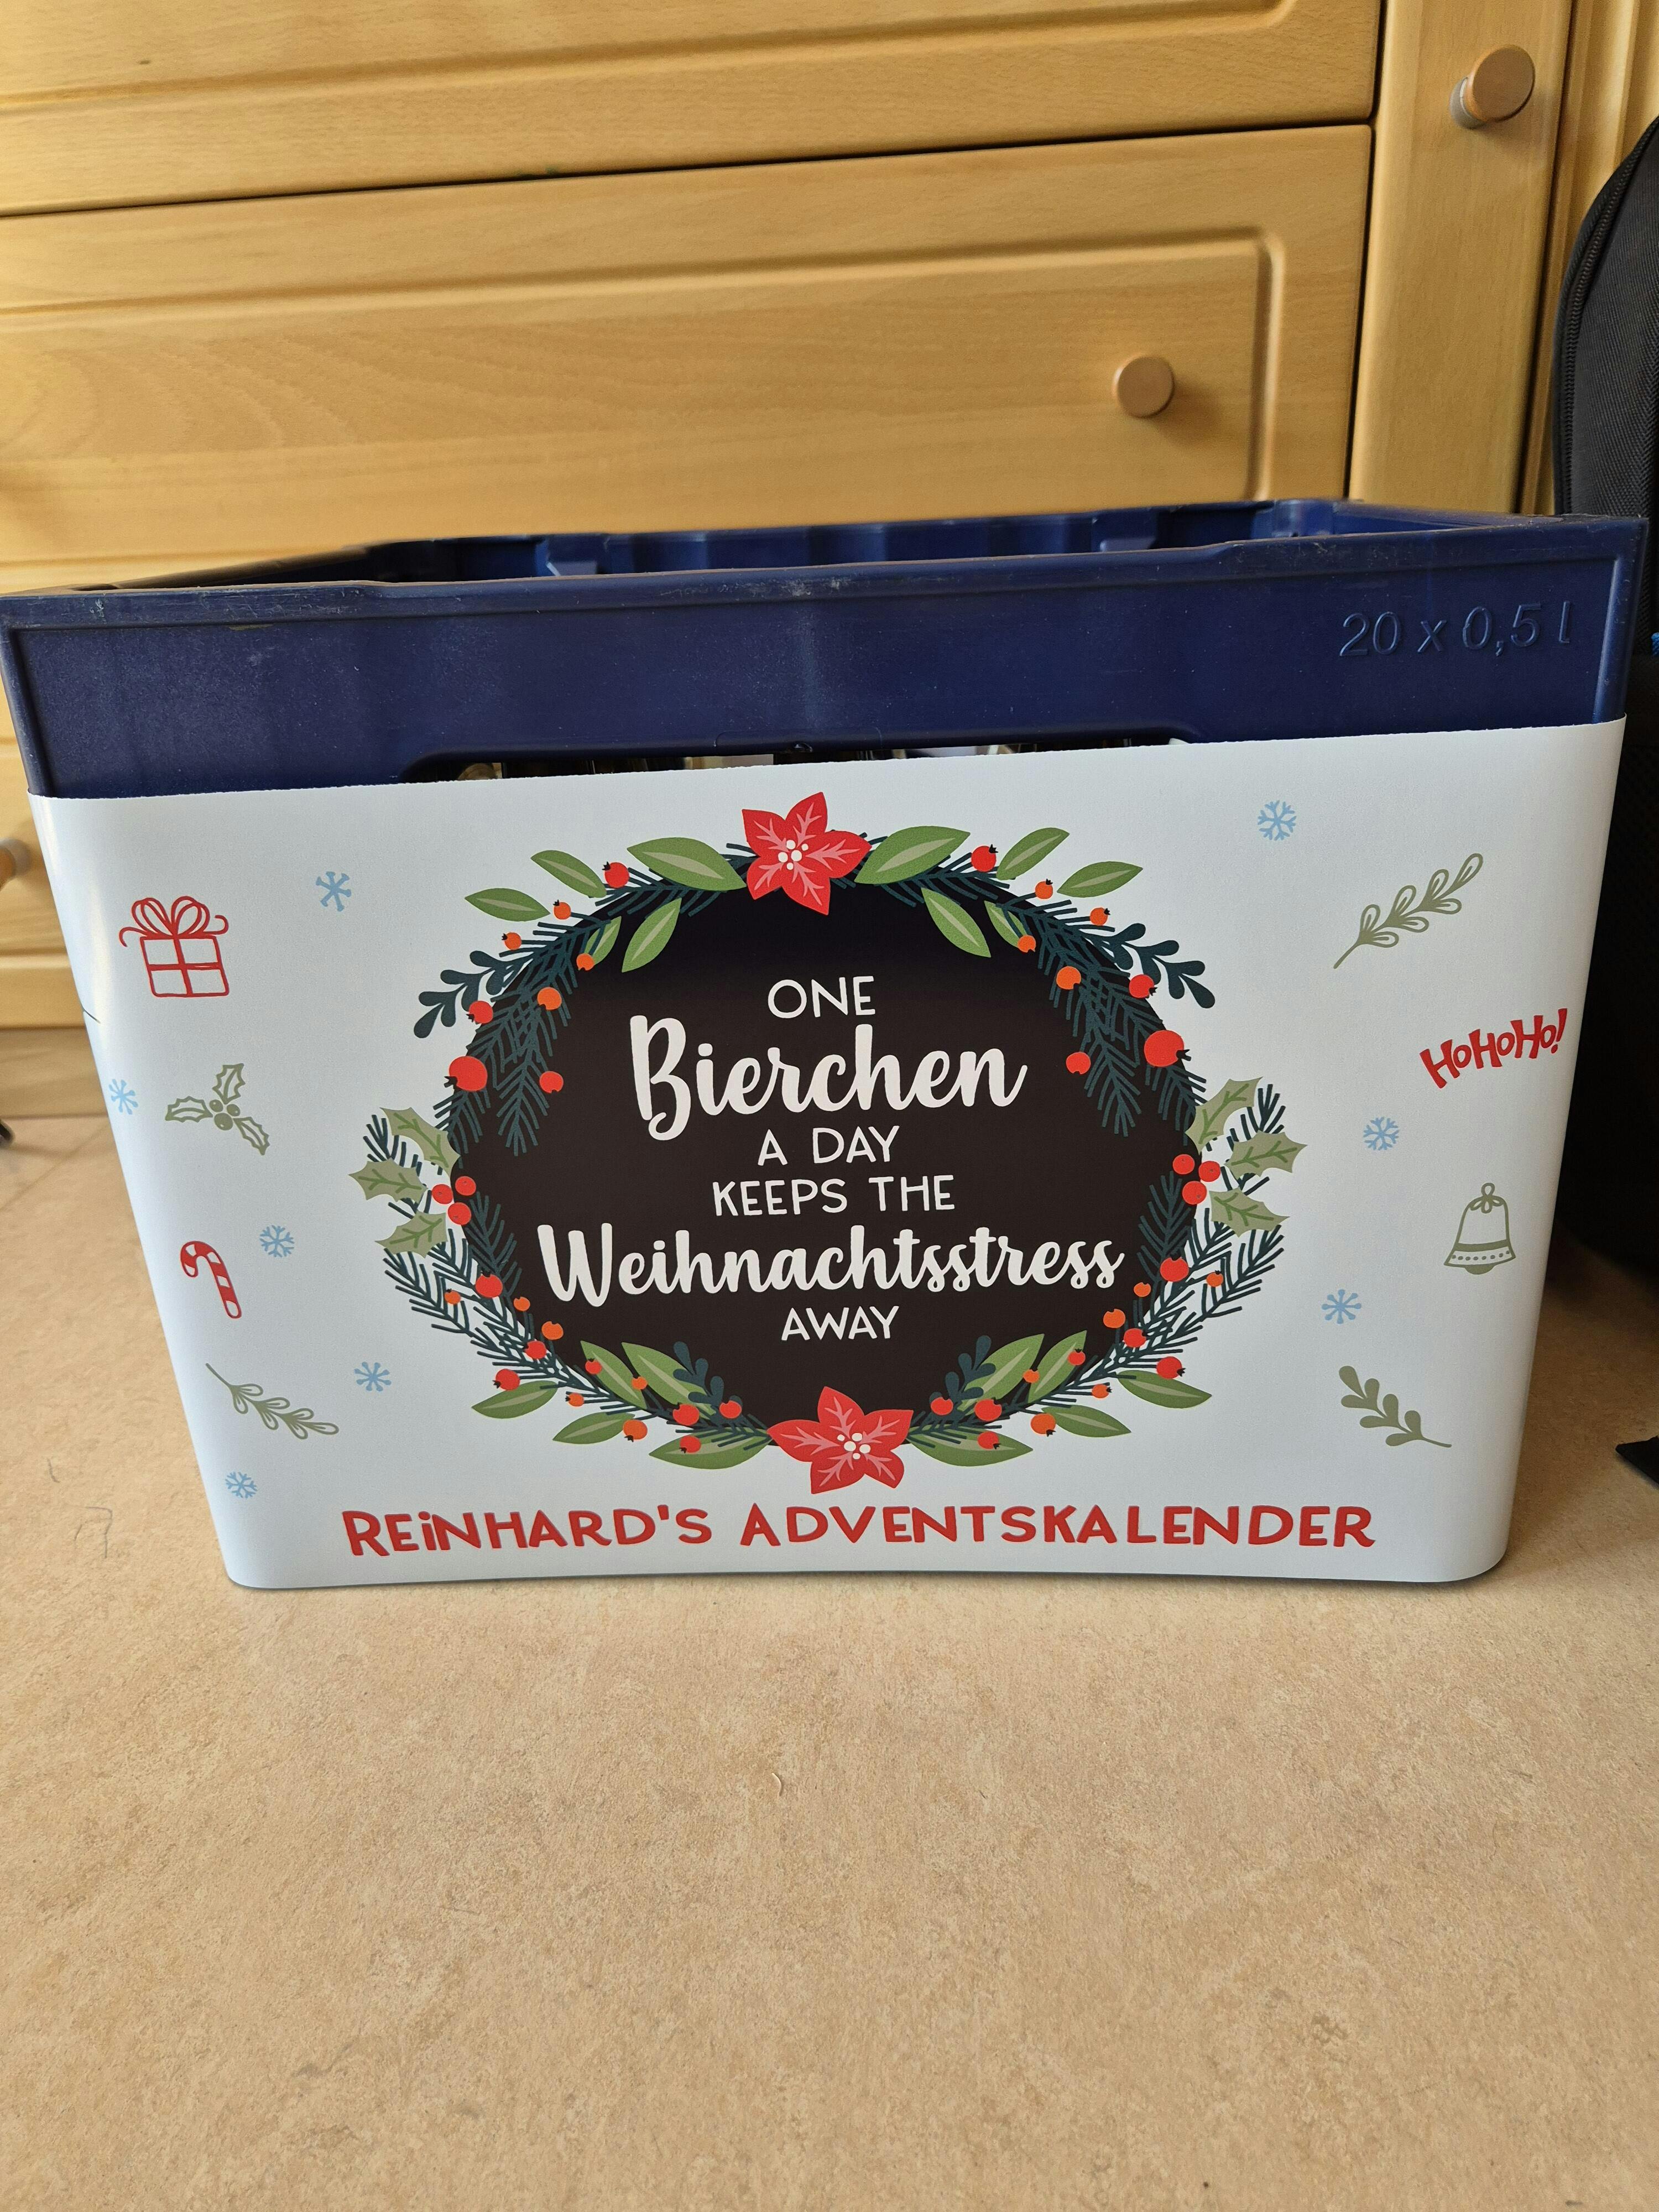 20 x 0,5 l
ONE
Bierchen
A DAY
KEEPS THE
Weihnachtsstress
AWAY
HoHoHo!
REiNHARD'S ADVENTSKALENDER